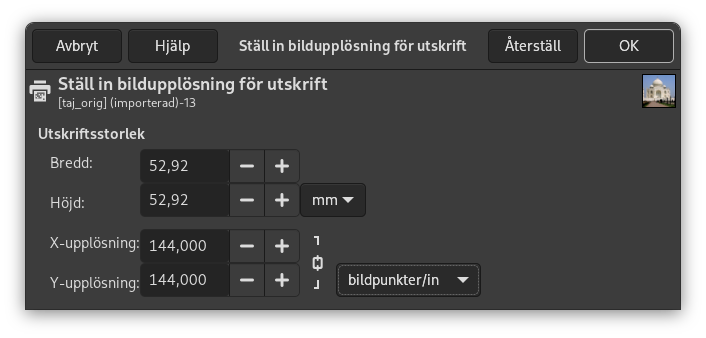 Avbryt Hjälp Ställ in bildupplösning för utskrift Återställ OK
Ställ in bildupplösning för utskrift
[taj_orig] (importerad)-13
Utskriftsstorlek
Bredd: 52,92
Höjd: 52,92 mm
X-upplösning: 144,000
Y-upplösning: 144,000 bildpunkter/in